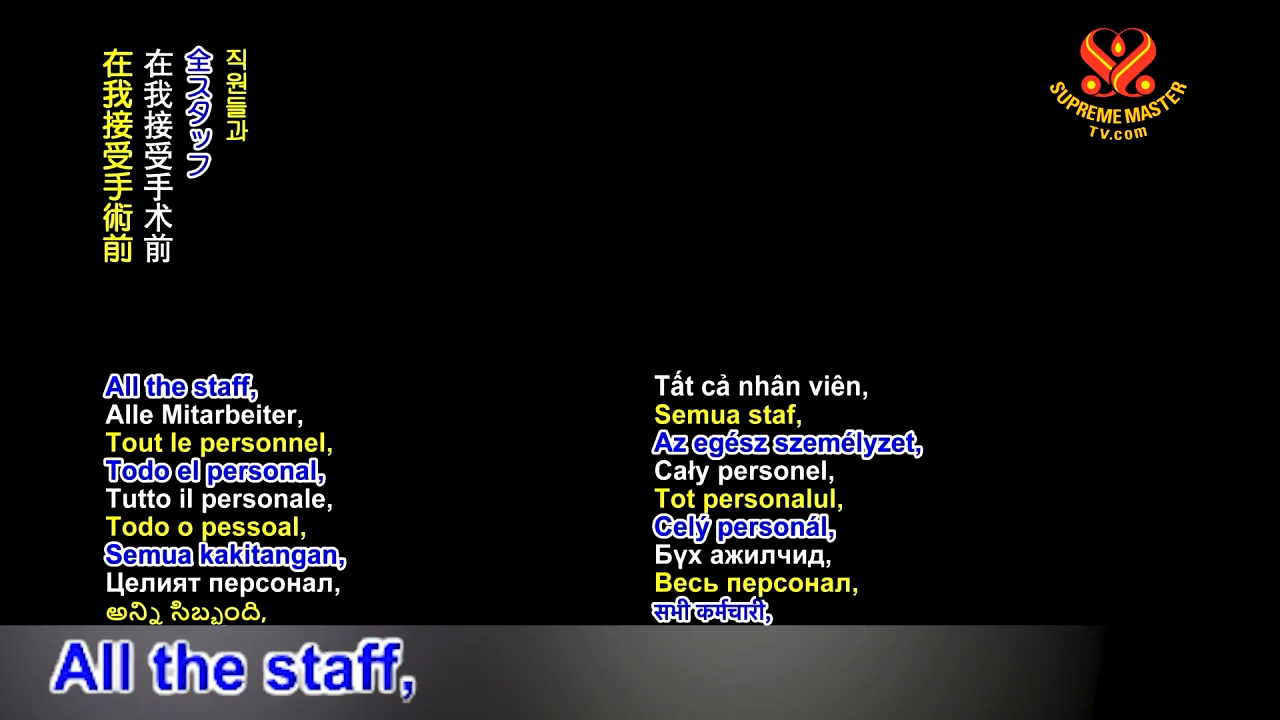 在我接受手術前
在我接受手术前
全スタッフ
직원들과
SUPREME MASTER
TV.com
All the staff,
Alle Mitarbeiter,
Tout le personnel,
Todo el personal,
Tutto il personale,
Todo o pessoal,
Semua kakitangan,
Целият персонал,
అన్ని సిబ్బంది,
Tất cả nhân viên,
Semua staf,
Az egész személyzet,
Cały personel,
Tot personalul,
Celý personál,
Бүх ажилчид,
Весь персонал,
सभी कर्मचारी,
All the staff,